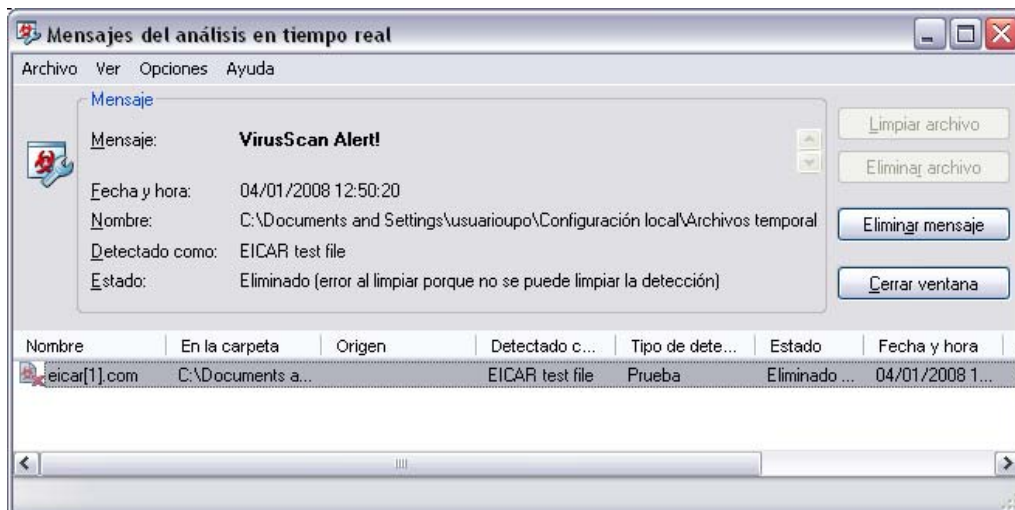 Mensajes del análisis en tiempo real
Archivo Ver Opciones Ayuda
Mensaje
Mensaje: VirusScan Alert!
Fecha y hora: 04/01/2008 12:50:20
Nombre: C:\Documents and Settings\usuarioupo\Configuración local\Archivos temporal
Detectado como: EICAR test file
Estado: Eliminado (error al limpiar porque no se puede limpiar la detección)
Limpiar archivo
Eliminar archivo
Eliminar mensaje
Cerrar ventana
Nombre En la carpeta Origen Detectado c... Tipo de dete... Estado Fecha y hora
eicar[1].com C:\Documents a... EICAR test file Prueba Eliminado ... 04/01/2008 1...